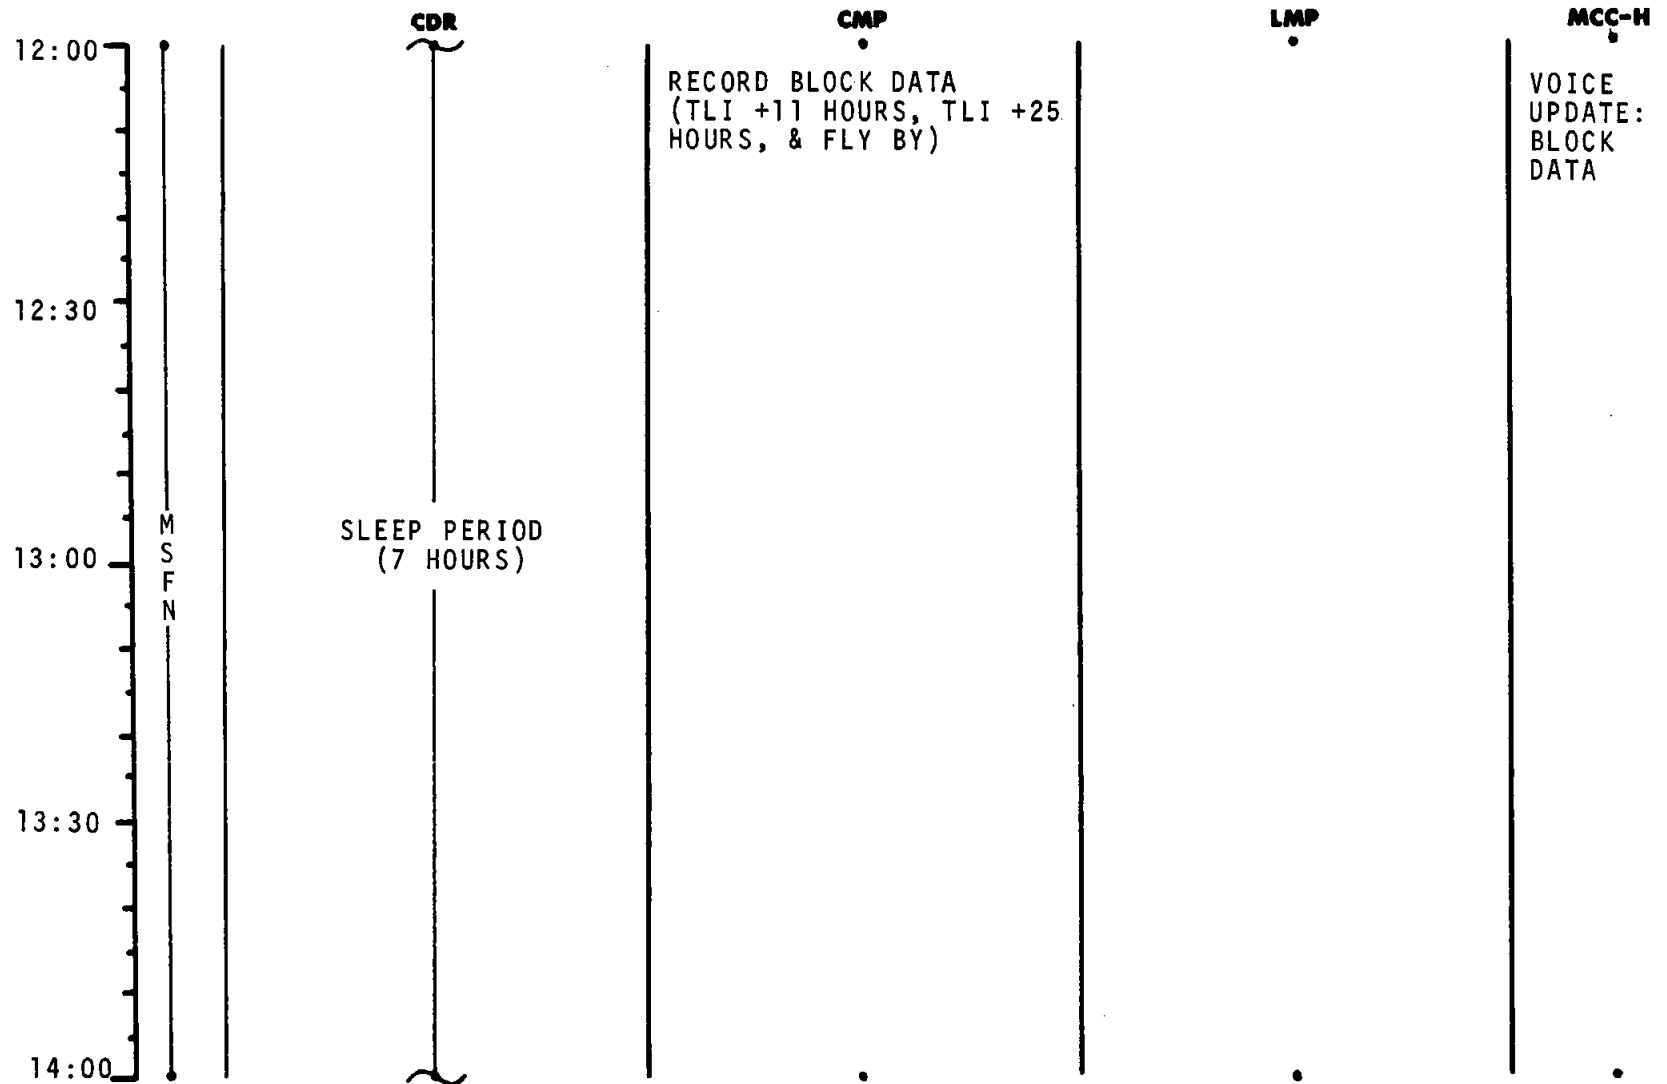 CDR
CMP
LMP
MCC-H
12:00
RECORD BLOCK DATA
(TLI +11 HOURS, TLI +25
HOURS, & FLY BY)
VOICE
UPDATE:
BLOCK
DATA
12:30
M
S
F
N
SLEEP PERIOD
(7 HOURS)
13:00
13:30
14:00